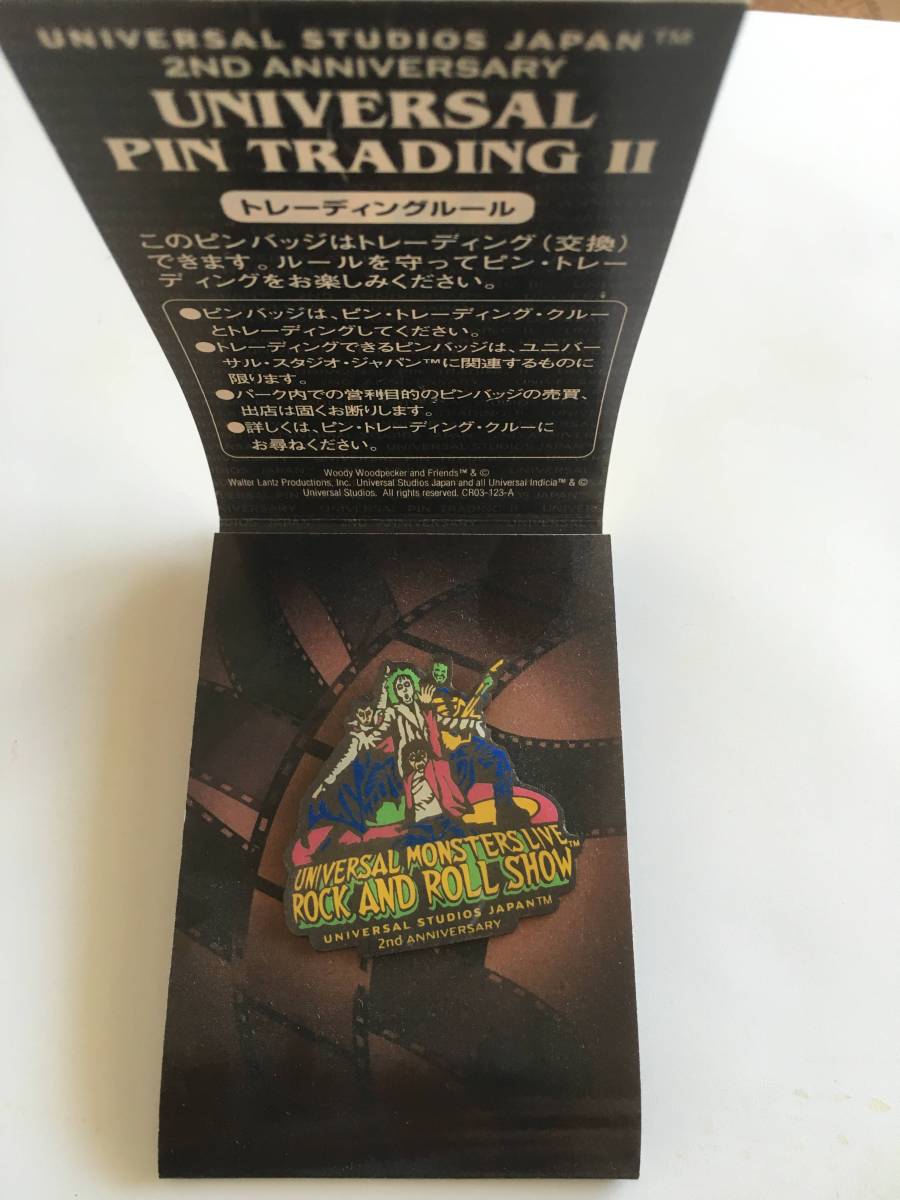 UNIVERSAL STUDIOS JAPAN™
2ND ANNIVERSARY
UNIVERSAL
PIN TRADING II
トレーディングルール
このピンバッジはトレーディング(交換)
できます。ルールを守ってピン・トレー
ディングをお楽しみください。
●ピンバッジは、ピン・トレーディング・クルー
とトレーディングしてください。
●トレーディングできるピンバッジは、ユニバー
サル・スタジオ・ジャパン™に関連するものに
限ります。
●パーク内での営利目的のピンバッジの売買、
出店は固くお断りします。
●詳しくは、ピン・トレーディング・クルーに
お尋ねください。
Woody Woodpecker and Friends™ & ©
Walter Lantz Productions, Inc. Universal Studios Japan and all Universal Indicia™ & ©
Universal Studios. All rights reserved. CR03-123-A
UNIVERSAL MONSTERS LIVE
ROCK AND ROLL SHOW™
UNIVERSAL STUDIOS JAPAN™
2nd ANNIVERSARY